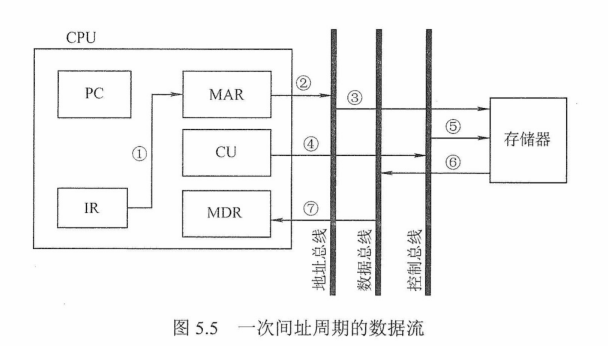 CPU
PC
MAR
②
③
①
CU
④
⑤
存储器
⑥
IR
MDR
⑦
地址总线
数据总线
控制总线
图 5.5 一次间址周期的数据流